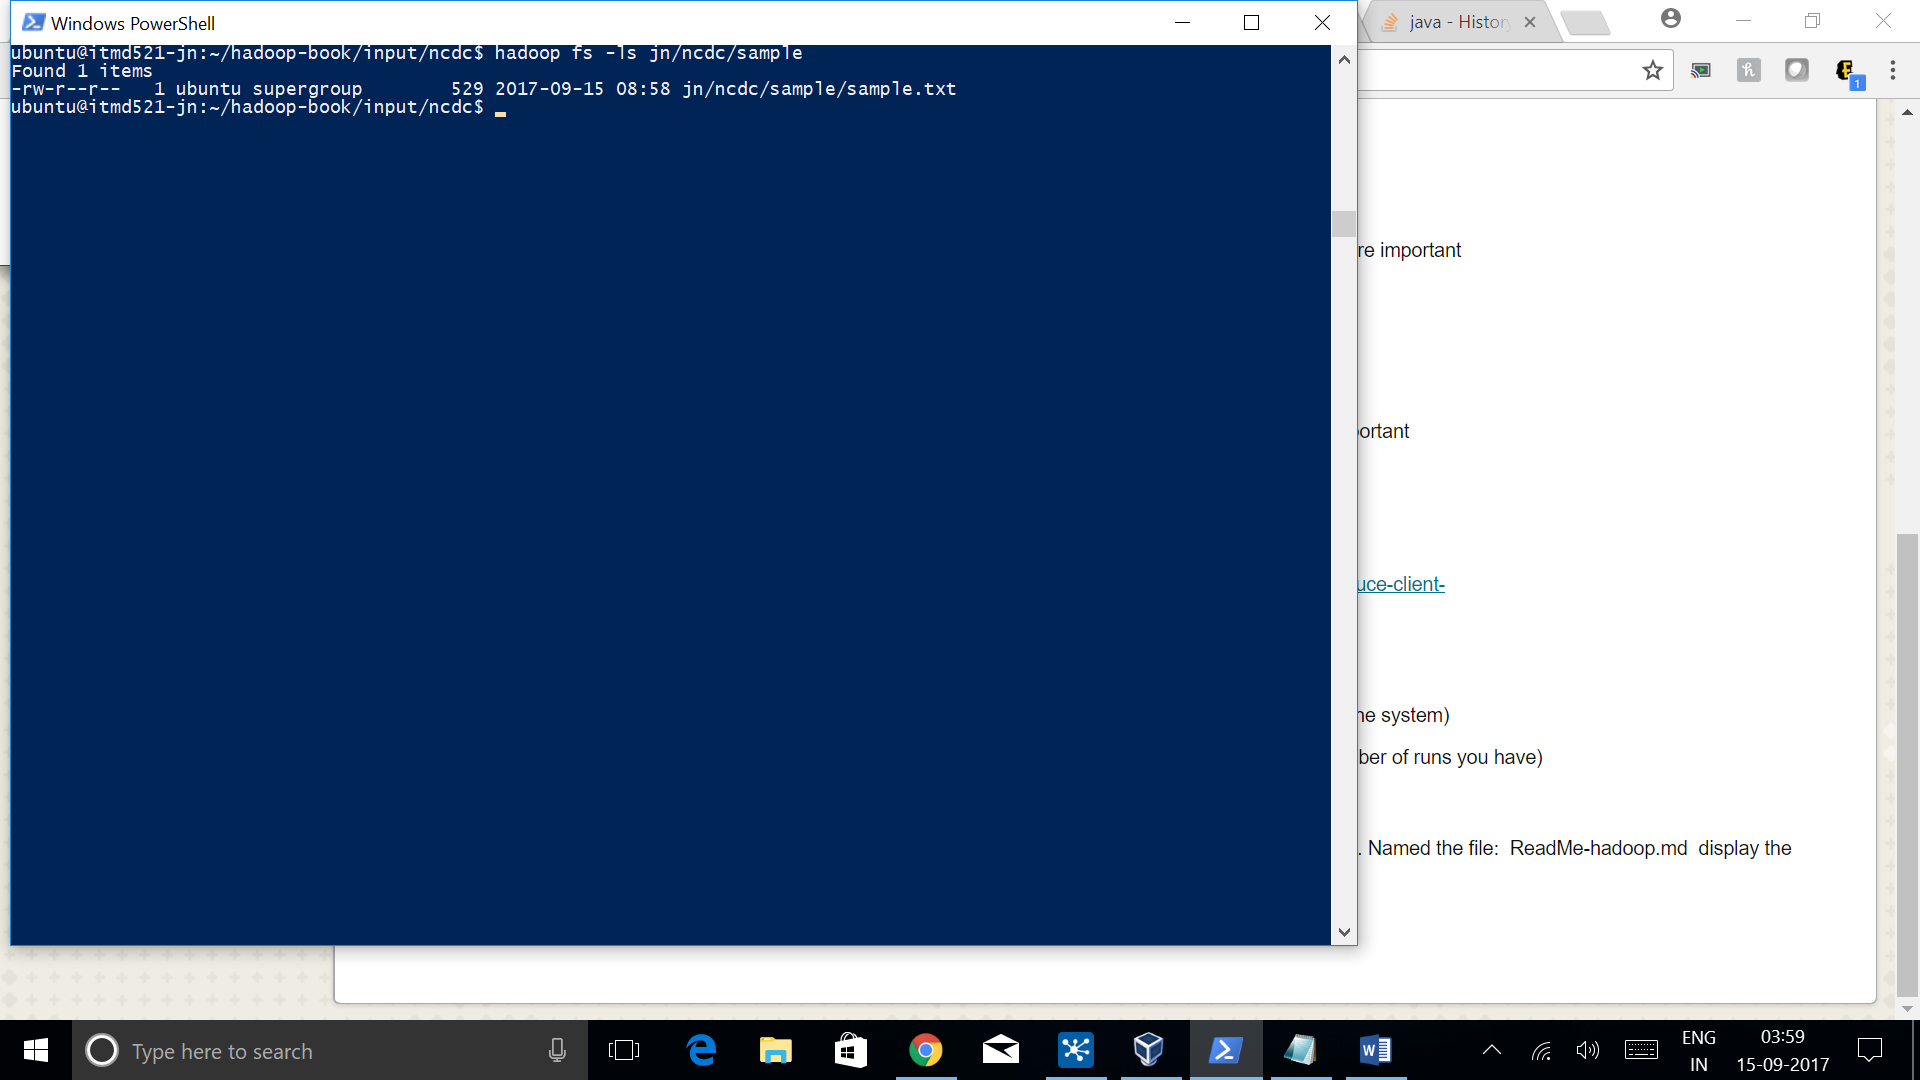 Windows PowerShell
ubuntu@itmd521-jn:~/hadoop-book/input/ncdc$ hadoop fs -ls jn/ncdc/sample
Found 1 items
-rw-r--r--   1 ubuntu supergroup        529 2017-09-15 08:58 jn/ncdc/sample/sample.txt
ubuntu@itmd521-jn:~/hadoop-book/input/ncdc$
java - Histor
1
re important
ortant
uce-client-
he system)
ber of runs you have)
. Named the file:  ReadMe-hadoop.md  display the
Type here to search
ENG
IN
03:59
15-09-2017